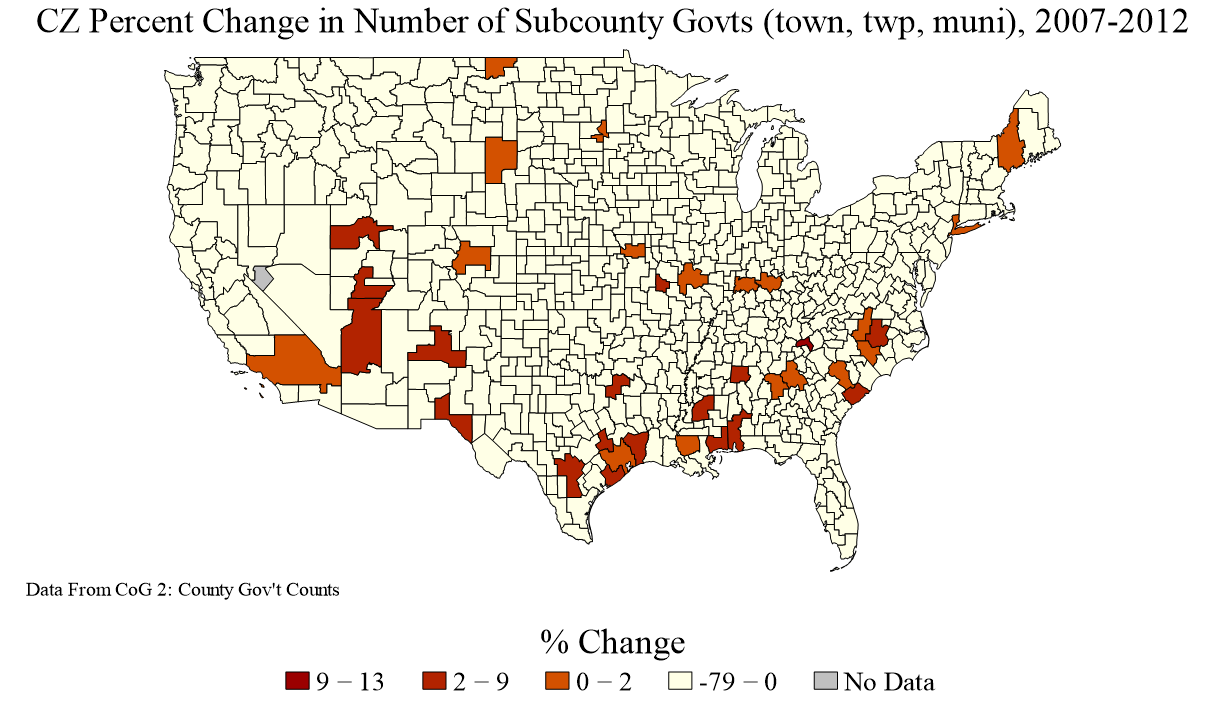 CZ Percent Change in Number of Subcounty Govts (town, twp, muni), 2007-2012
Data From CoG 2: County Gov't Counts
% Change
9 − 13 2 − 9 0 − 2 -79 − 0 No Data